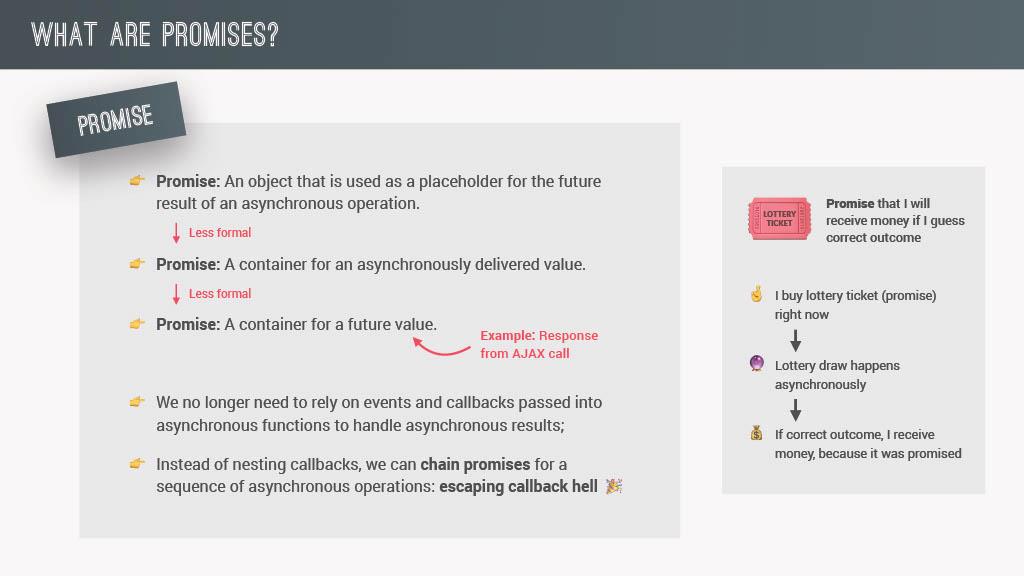 WHAT ARE PROMISES?
PROMISE
Promise: An object that is used as a placeholder for the future
result of an asynchronous operation.
Less formal
Promise: A container for an asynchronously delivered value.
Less formal
Promise: A container for a future value.
Example: Response
from AJAX call
We no longer need to rely on events and callbacks passed into
asynchronous functions to handle asynchronous results;
Instead of nesting callbacks, we can chain promises for a
sequence of asynchronous operations: escaping callback hell
LOTTERY
TICKET
Promise that I will
receive money if I guess
correct outcome
I buy lottery ticket (promise)
right now
Lottery draw happens
asynchronously
If correct outcome, I receive
money, because it was promised